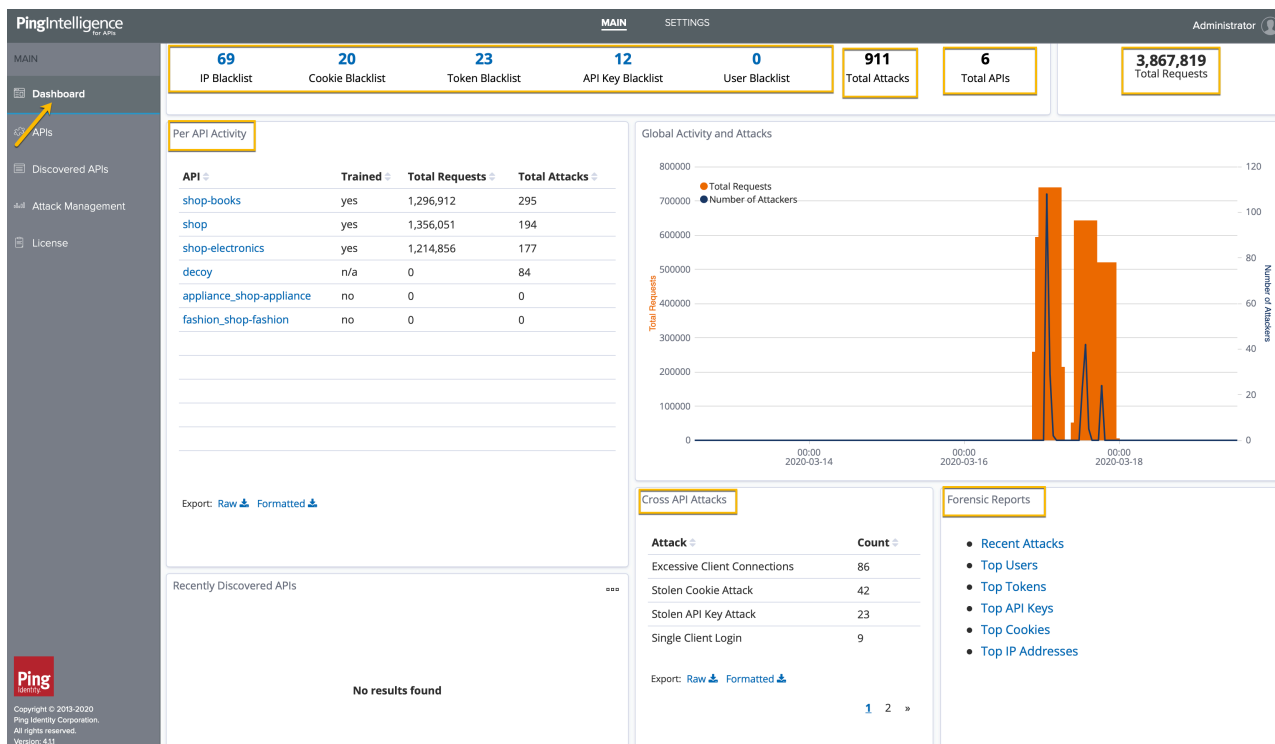 PingIntelligence
for APIs
MAIN
SETTINGS
Administrator
MAIN
Dashboard
APIs
Discovered APIs
Attack Management
License
69
IP Blacklist
20
Cookie Blacklist
23
Token Blacklist
12
API Key Blacklist
0
User Blacklist
911
Total Attacks
6
Total APIs
3,867,819
Total Requests
Per API Activity
API Trained Total Requests Total Attacks
shop-books yes 1,296,912 295
shop yes 1,356,051 194
shop-electronics yes 1,214,856 177
decoy n/a 0 84
appliance_shop-appliance no 0 0
fashion_shop-fashion no 0 0
Export: Raw Formatted
Global Activity and Attacks
Total Requests
Number of Attackers
800000
700000
600000
500000
400000
300000
200000
100000
0
Total Requests
120
100
80
60
40
20
0
Number of Attackers
00:00
2020-03-14
00:00
2020-03-16
00:00
2020-03-18
Recently Discovered APIs
No results found
Cross API Attacks
Attack Count
Excessive Client Connections 86
Stolen Cookie Attack 42
Stolen API Key Attack 23
Single Client Login 9
Export: Raw Formatted
1 2 »
Forensic Reports
• Recent Attacks
• Top Users
• Top Tokens
• Top API Keys
• Top Cookies
• Top IP Addresses
Ping
Identity
Copyright © 2013-2020
Ping Identity Corporation.
All rights reserved.
Version: 4.1.1